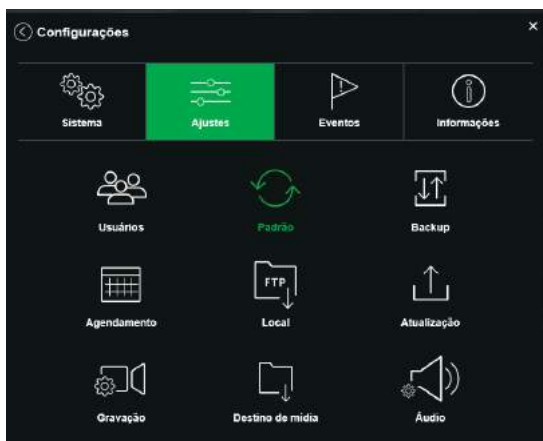 Configurações
×
Sistema Ajustes Eventos Informações
Usuários Padrão Backup
FTP
Agendamento Local Atualização
Gravação Destino de mídia Áudio